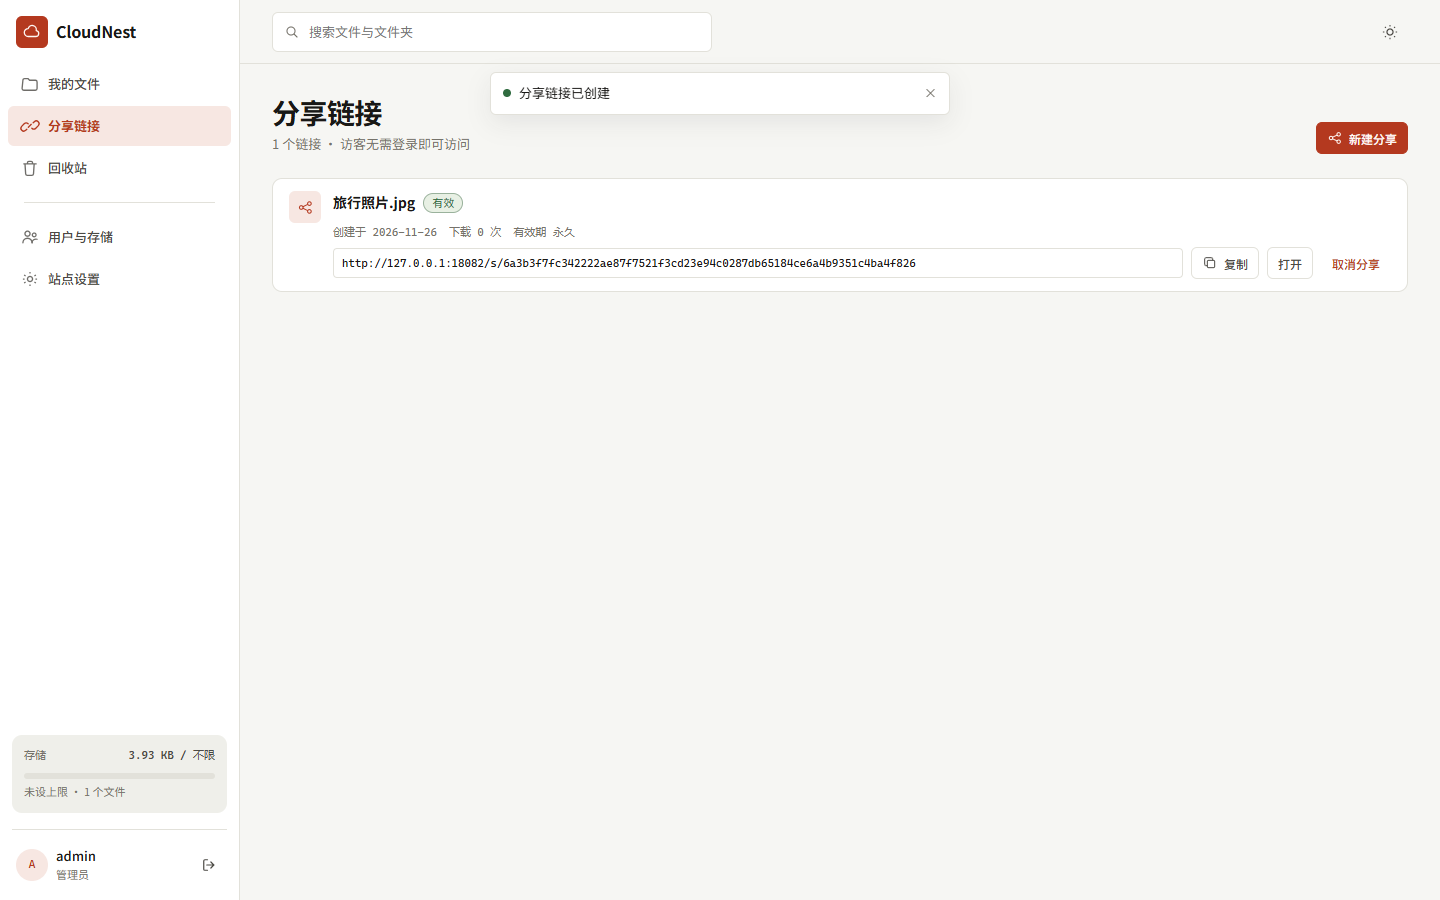 CloudNest
搜索文件与文件夹
我的文件
分享链接
回收站
用户与存储
站点设置
分享链接已创建
分享链接
1 个链接 · 访客无需登录即可访问
新建分享
旅行照片.jpg 有效
创建于 2026-11-26 下载 0 次 有效期 永久
http://127.0.0.1:18082/s/6a3b3f7fc342222ae87f7521f3cd23e94c0287db65184ce6a4b9351c4ba4f826
复制 打开 取消分享
存储 3.93 KB / 不限
未设上限 · 1 个文件
A
admin
管理员